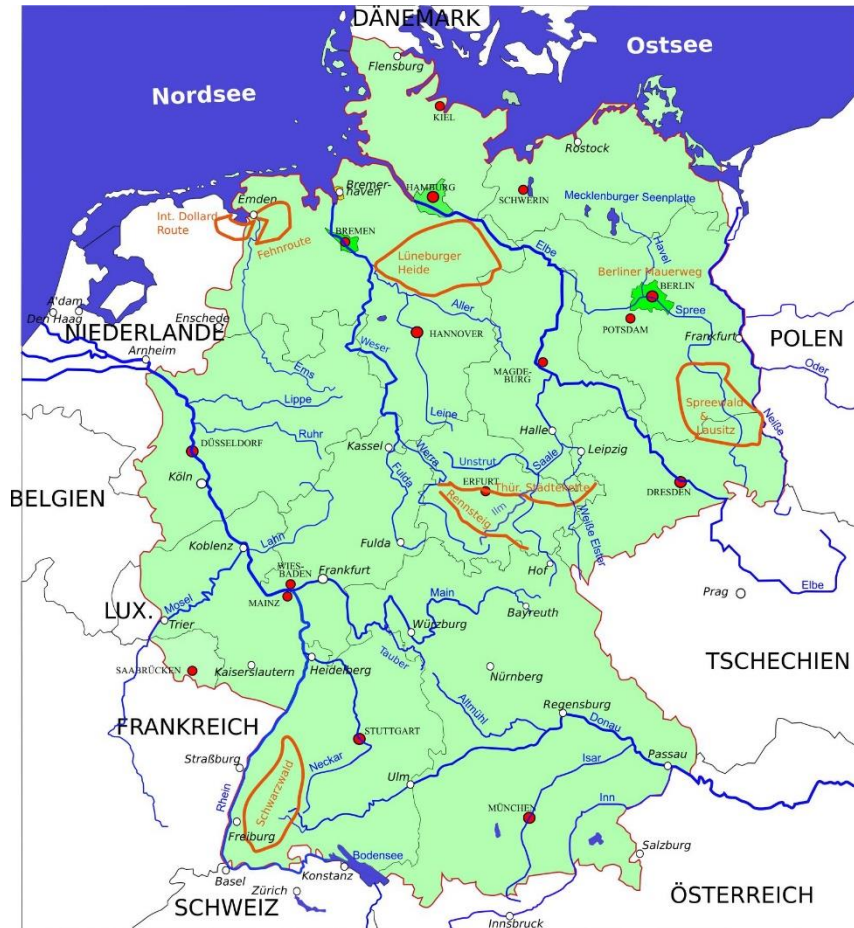 DÄNEMARK
Flensburg
Ostsee
Nordsee
KIEL
Rostock
Bremer-
haven
HAMBURG
SCHWERIN
Mecklenburger Seenplatte
Emden
Int. Dollard
Route
Fehnroute
BREMEN
Elbe
Havel
Lüneburger
Heide
Berliner Mauerweg
BERLIN
A'dam
Den Haag
Enschede
NIEDERLANDE
Aller
HANNOVER
POTSDAM
Spree
Frankfurt
POLEN
Arnheim
Weser
MAGDE-
BURG
Oder
Ems
Lippe
Leine
Spreewald
&
Lausitz
Neiße
Ruhr
DÜSSELDORF
Kassel
Halle
Leipzig
Werra
Unstrut
Saale
Köln
Fulda
ERFURT
Thür. Städtekette
DRESDEN
BELGIEN
Rennsteig
Ilm
Weiße Elster
Lahn
Koblenz
Fulda
Hof
WIES-
BADEN
Frankfurt
Elbe
Prag
MAINZ
Main
Bayreuth
LUX.
Mosel
Trier
Würzburg
Tauber
TSCHECHIEN
SAABRÜCKEN
Kaiserslautern
Heidelberg
Nürnberg
Altmühl
FRANKREICH
Regensburg
Donau
STUTTGART
Straßburg
Neckar
Isar
Passau
Ulm
Rhein
Schwarzwald
Inn
MÜNCHEN
Freiburg
Salzburg
Bodensee
Basel
Konstanz
Zürich
SCHWEIZ
ÖSTERREICH
Innsbruck